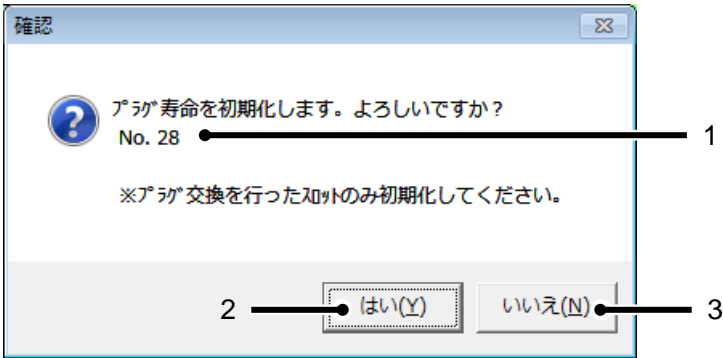 確認
プラグ寿命を初期化します。よろしいですか?
No. 28
1
※プラグ交換を行ったスロットのみ初期化してください。
2
はい(Y)
いいえ(N)
3